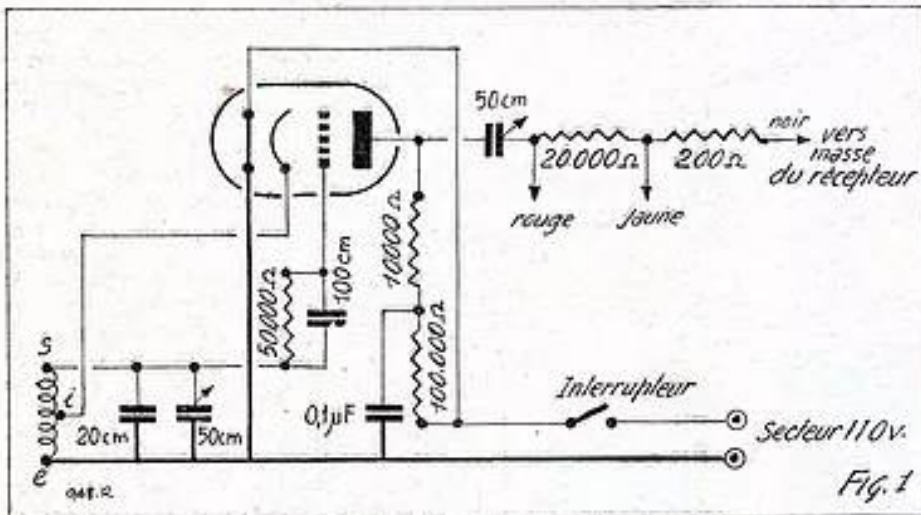 50cm
20000Ω
200Ω
noir
vers
masse
du récepteur
rouge
jaune
10000Ω
100cm
50000Ω
100.000Ω
0,1µF
s
i
e
20cm
50cm
Interrupteur
Secteur 110v.
Fig. 1